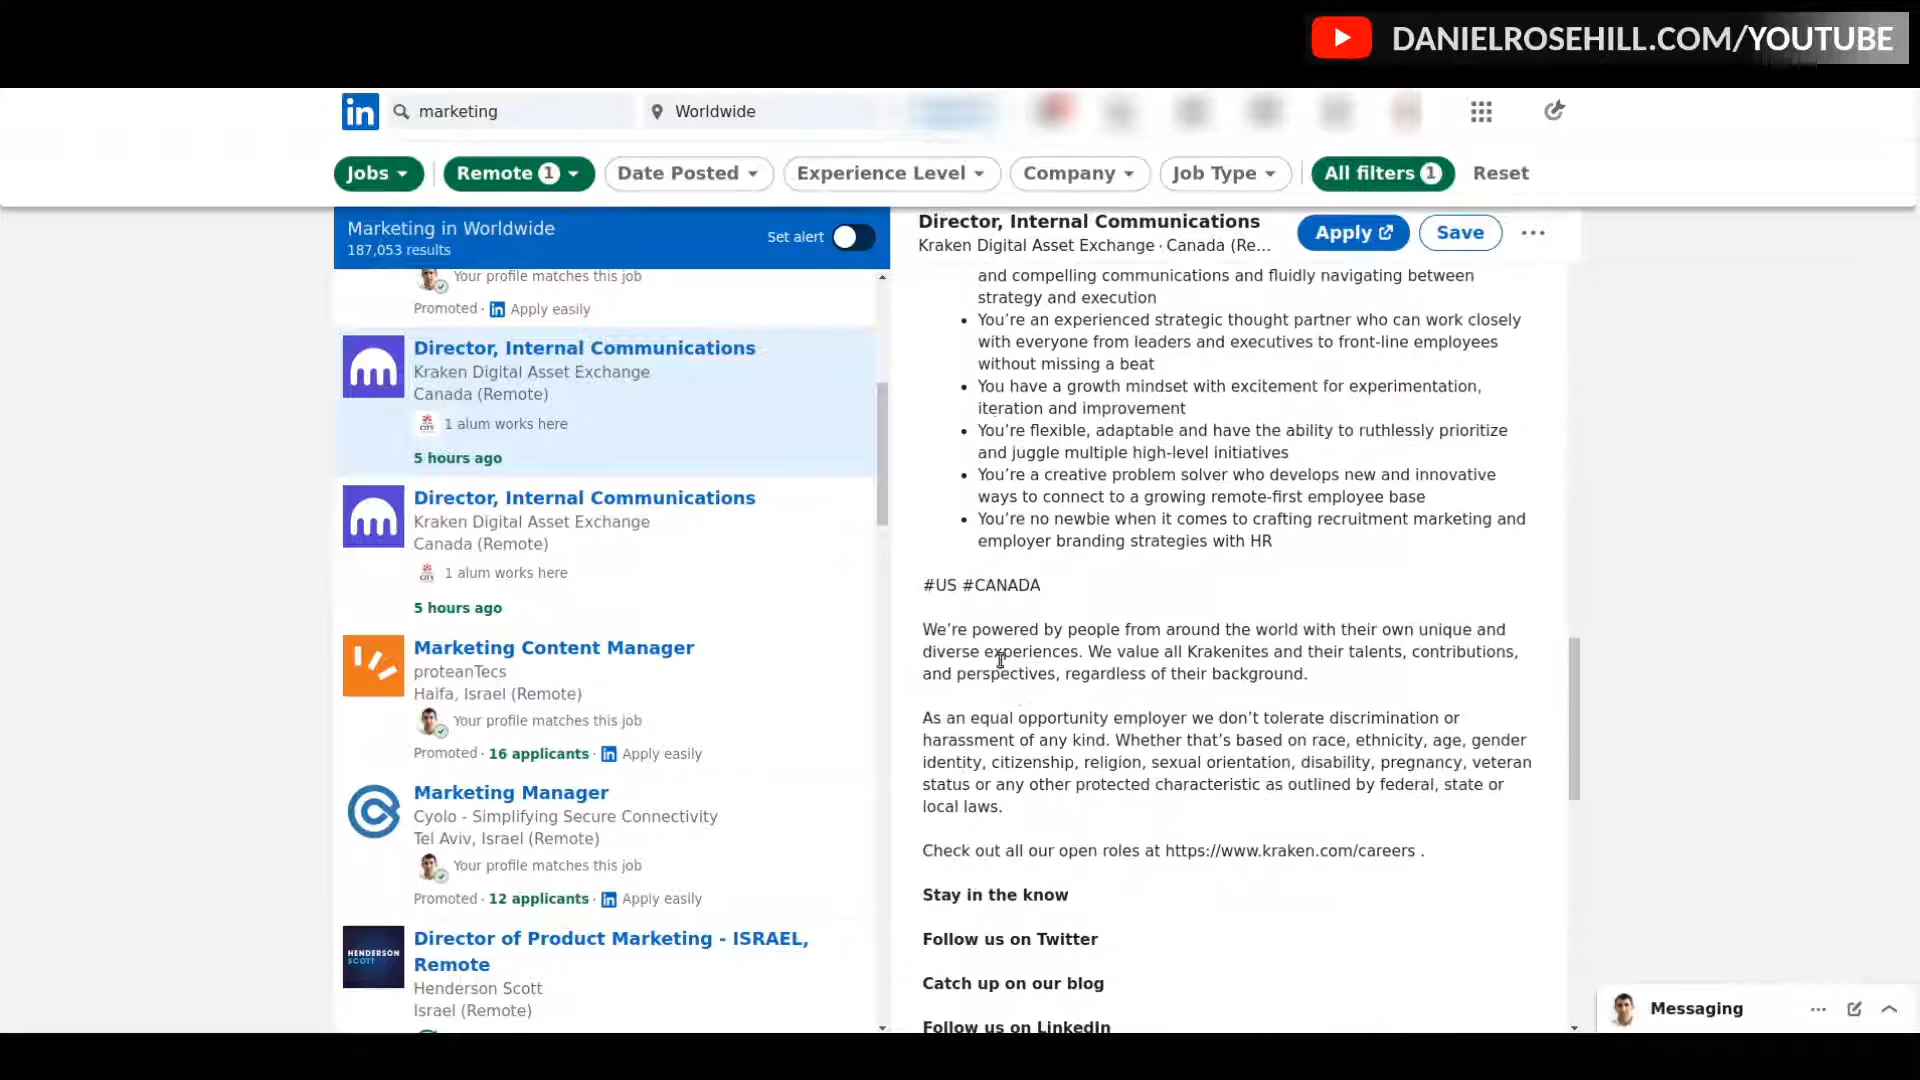 DANIELROSEHILL.COM/YOUTUBE
in
marketing
Worldwide
Jobs
Remote 1
Date Posted
Experience Level
Company
Job Type
All filters 1
Reset
Marketing in Worldwide
187,053 results
Set alert
Your profile matches this job
Promoted · in Apply easily
Director, Internal Communications
Kraken Digital Asset Exchange
Canada (Remote)
1 alum works here
5 hours ago
Director, Internal Communications
Kraken Digital Asset Exchange
Canada (Remote)
1 alum works here
5 hours ago
Marketing Content Manager
proteanTecs
Haifa, Israel (Remote)
Your profile matches this job
Promoted · 16 applicants · in Apply easily
Marketing Manager
Cyolo - Simplifying Secure Connectivity
Tel Aviv, Israel (Remote)
Your profile matches this job
Promoted · 12 applicants · in Apply easily
HENDERSON
SCOTT
Director of Product Marketing - ISRAEL,
Remote
Henderson Scott
Israel (Remote)
Director, Internal Communications
Kraken Digital Asset Exchange · Canada (Re...
Apply
Save
and compelling communications and fluidly navigating between
strategy and execution
• You’re an experienced strategic thought partner who can work closely
with everyone from leaders and executives to front-line employees
without missing a beat
• You have a growth mindset with excitement for experimentation,
iteration and improvement
• You’re flexible, adaptable and have the ability to ruthlessly prioritize
and juggle multiple high-level initiatives
• You’re a creative problem solver who develops new and innovative
ways to connect to a growing remote-first employee base
• You’re no newbie when it comes to crafting recruitment marketing and
employer branding strategies with HR
#US #CANADA
We’re powered by people from around the world with their own unique and
diverse experiences. We value all Krakenites and their talents, contributions,
and perspectives, regardless of their background.
As an equal opportunity employer we don’t tolerate discrimination or
harassment of any kind. Whether that’s based on race, ethnicity, age, gender
identity, citizenship, religion, sexual orientation, disability, pregnancy, veteran
status or any other protected characteristic as outlined by federal, state or
local laws.
Check out all our open roles at https://www.kraken.com/careers .
Stay in the know
Follow us on Twitter
Catch up on our blog
Follow us on LinkedIn
Messaging